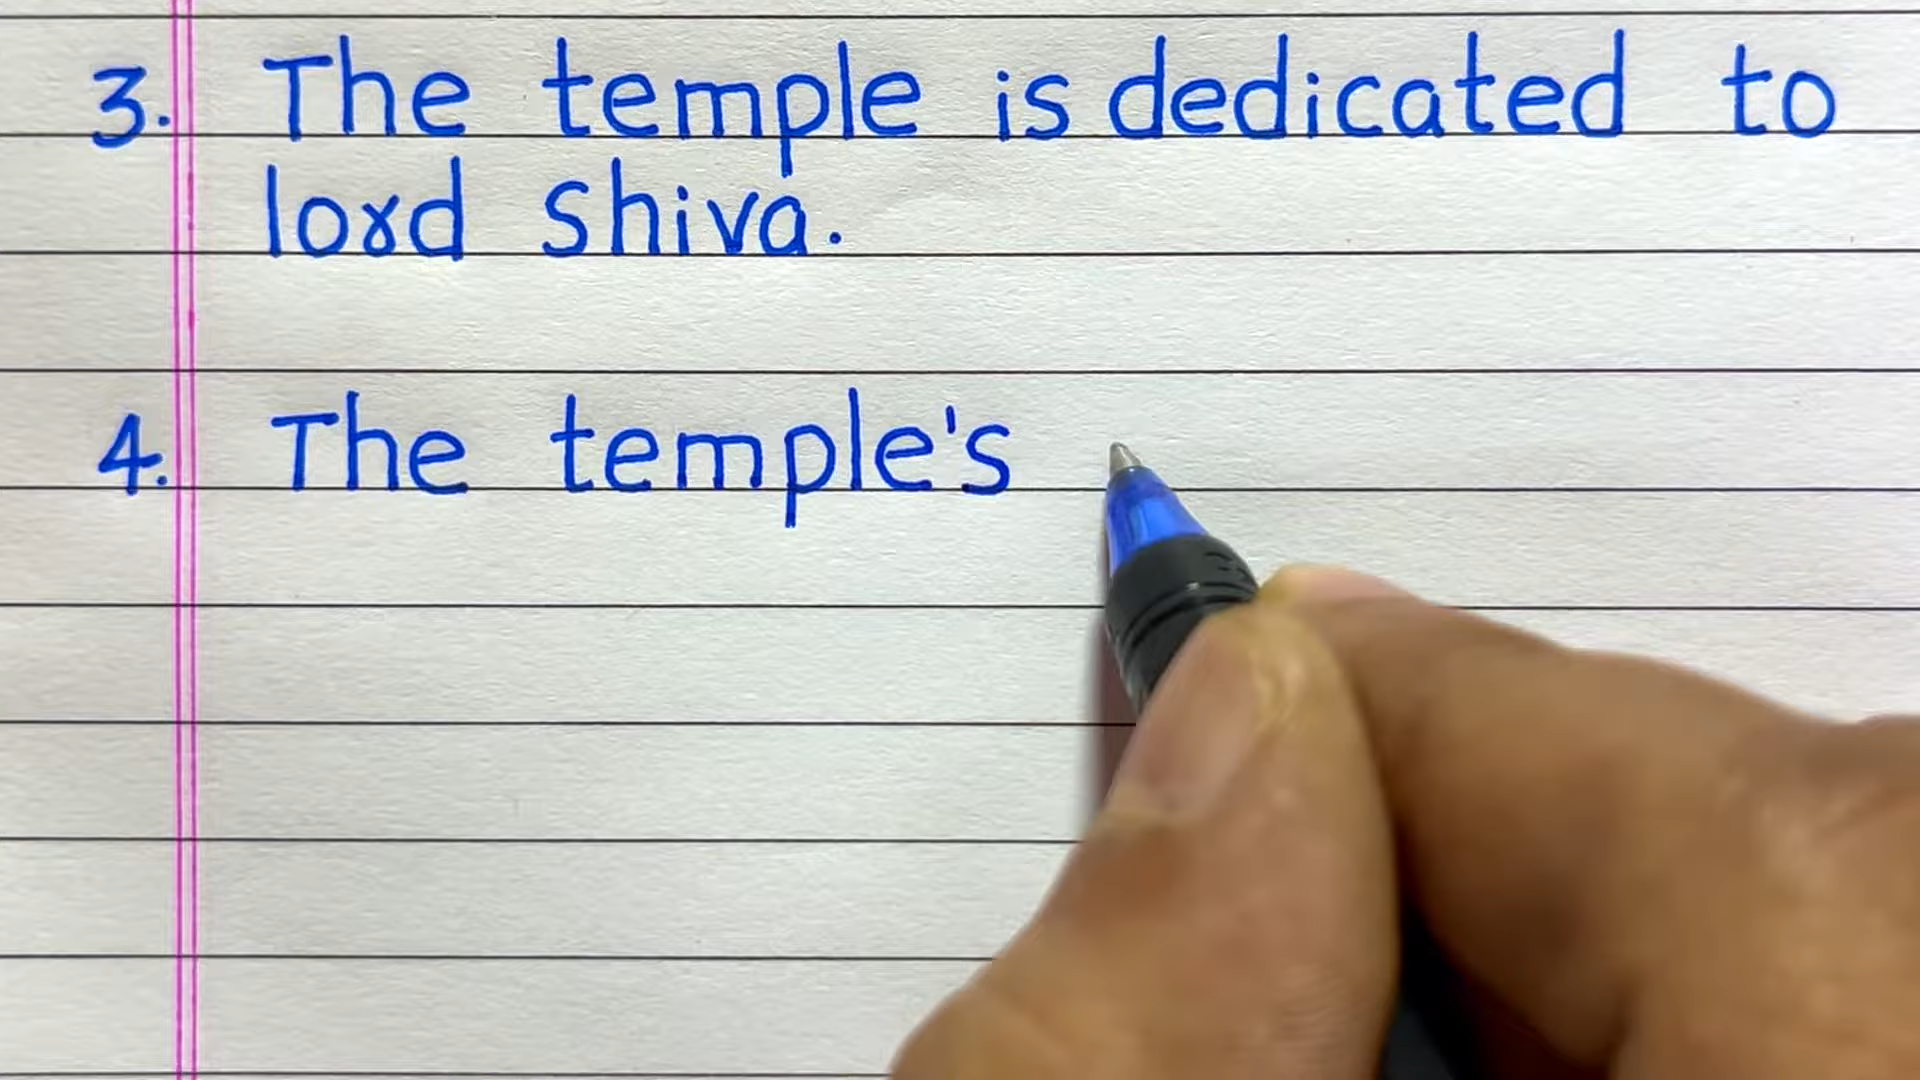 3. The temple is dedicated to
lord shiva.
4. The temple's